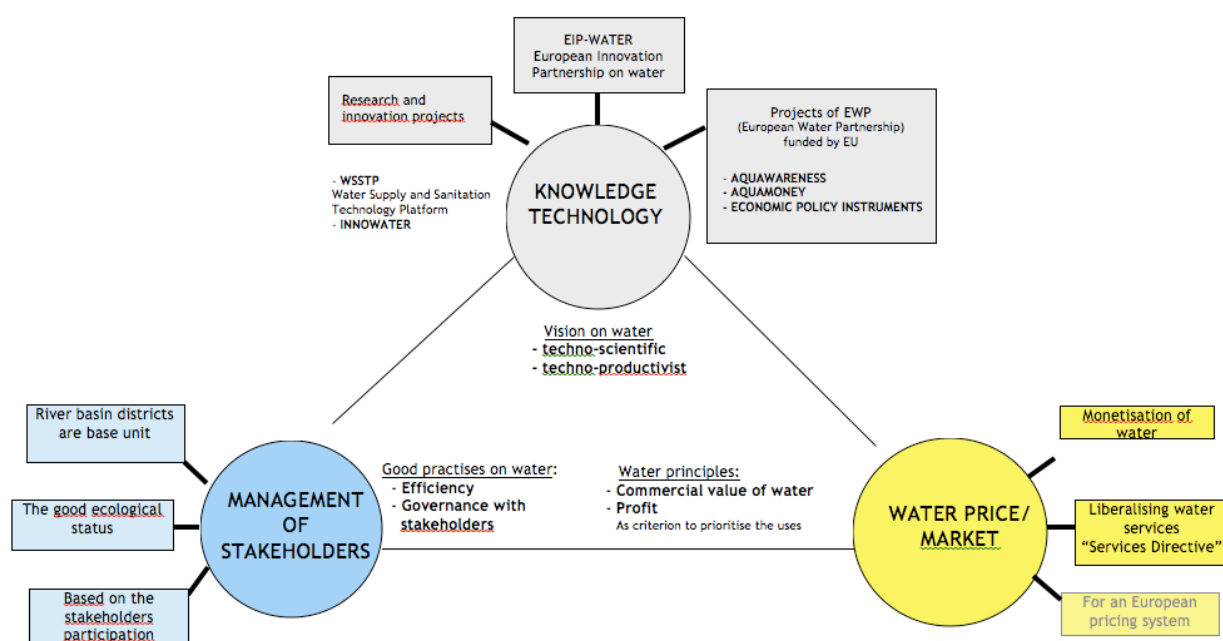 EIP-WATER
European Innovation
Partnership on water
Research and
innovation projects
Projects of EWP
(European Water Partnership)
funded by EU
- AQUAWARENESS
- AQUAMONEY
- ECONOMIC POLICY INSTRUMENTS
- WSSTP
Water Supply and Sanitation
Technology Platform
- INNOWATER
KNOWLEDGE
TECHNOLOGY
Vision on water
- techno-scientific
- techno-productivist
River basin districts
are base unit
The good ecological
status
Based on the
stakeholders
participation
MANAGEMENT
OF
STAKEHOLDERS
Good practises on water:
- Efficiency
- Governance with
stakeholders
Water principles:
- Commercial value of water
- Profit
As criterion to prioritise the uses
WATER PRICE/
MARKET
Monetisation of
water
Liberalising water
services
“Services Directive”
For an European
pricing system